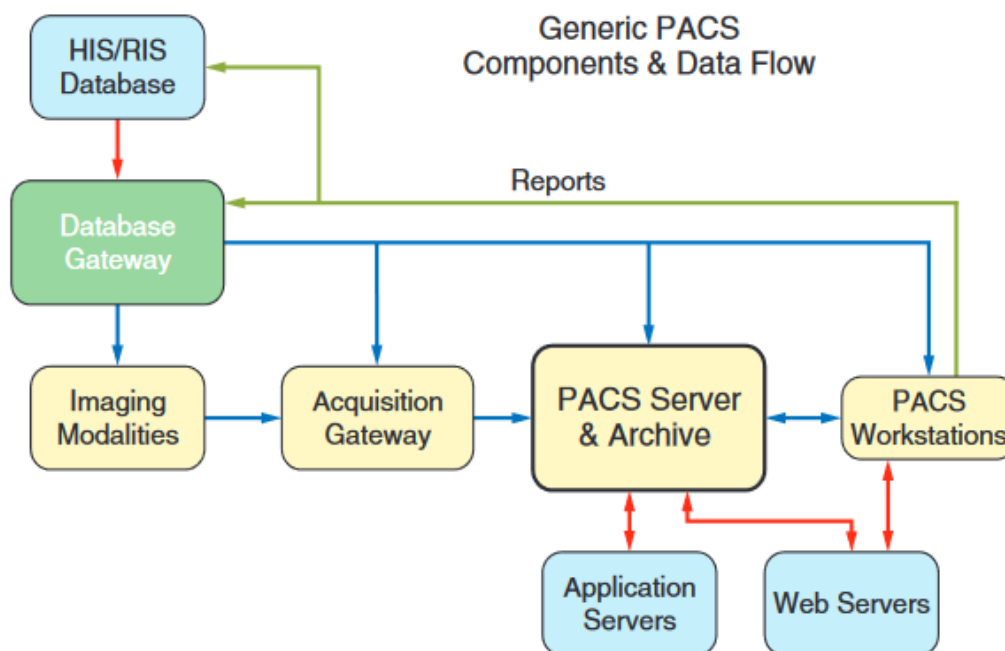 Generic PACS
Components & Data Flow
HIS/RIS
Database
Reports
Database
Gateway
Imaging
Modalities
Acquisition
Gateway
PACS Server
& Archive
PACS
Workstations
Application
Servers
Web Servers